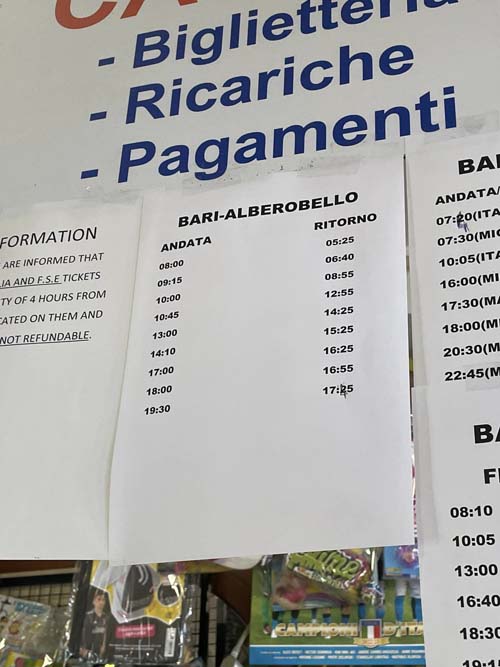 - Biglietteria
- Ricariche
- Pagamenti
FORMATION
ARE INFORMED THAT
LIA AND F.S.E TICKETS
TY OF 4 HOURS FROM
CATED ON THEM AND
NOT REFUNDABLE.
BARI-ALBEROBELLO
ANDATA RITORNO
08:00 05:25
09:15 06:40
10:00 08:55
10:45 12:55
13:00 14:25
14:10 15:25
17:00 16:25
18:00 16:55
19:30 17:25
BA
ANDATA
07:20(ITA
07:30(MIC
10:05(ITA
16:00(MI
17:30(MA
18:00(M
20:30(M
22:45(M
BA
F
08:10
10:05
13:00
16:40
18:30
CAMPIONI D'ITA